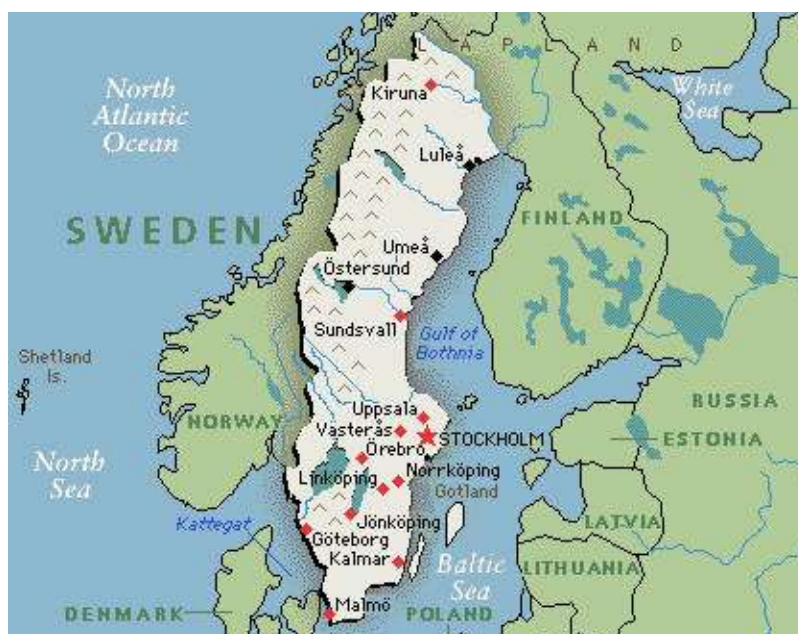 L A P L A N D
North
Atlantic
Ocean
White
Sea
Kiruna
Luleå
SWEDEN
FINLAND
Umeå
Östersund
Sundsvall
Gulf of
Bothnia
Shetland
Is.
NORWAY
Uppsala
RUSSIA
Västerås
STOCKHOLM
ESTONIA
Örebro
North
Sea
Linköping
Norrköping
Gotland
Kattegat
Jönköping
LATVIA
Göteborg
Kalmar
Baltic
Sea
LITHUANIA
DENMARK
Malmö
POLAND